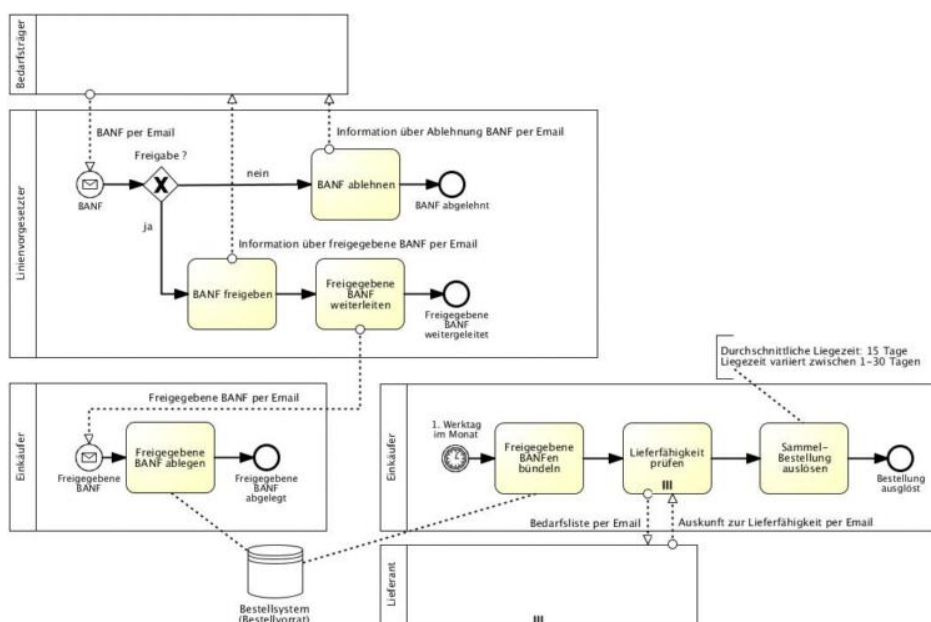 Bedarfsträger
BANF per Email
Linienvorgesetzter
Freigabe ?
BANF
nein
ja
Information über Ablehnung BANF per Email
BANF ablehnen
BANF abgelehnt
Information über freigegebene BANF per Email
BANF freigeben
Freigegebene
BANF
weiterleiten
Freigegebene
BANF
weitergeleitet
Durchschnittliche Liegezeit: 15 Tage
Liegezeit variiert zwischen 1-30 Tagen
Einkäufer
Freigegebene BANF per Email
Freigegebene
BANF
Freigegebene
BANF ablegen
Freigegebene
BANF
abgelegt
Einkäufer
1. Werktag
im Monat
Freigegebene
BANFen
bündeln
Lieferfähigkeit
prüfen
Sammel-
Bestellung
auslösen
Bestellung
ausglöst
Bedarfsliste per Email
Auskunft zur Lieferfähigkeit per Email
Bestellsystem
(Bestellvorrat)
Lieferant